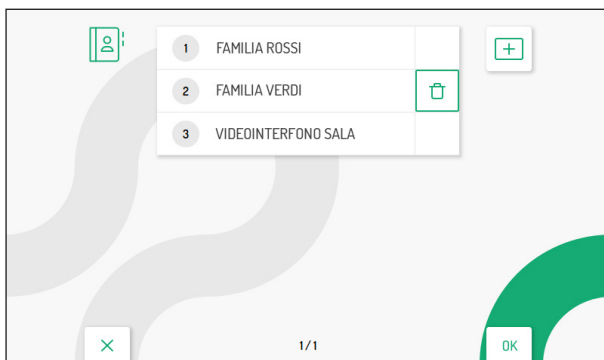 1 FAMILIA ROSSI
2 FAMILIA VERDI
3 VIDEOINTERFONO SALA
1/1
OK